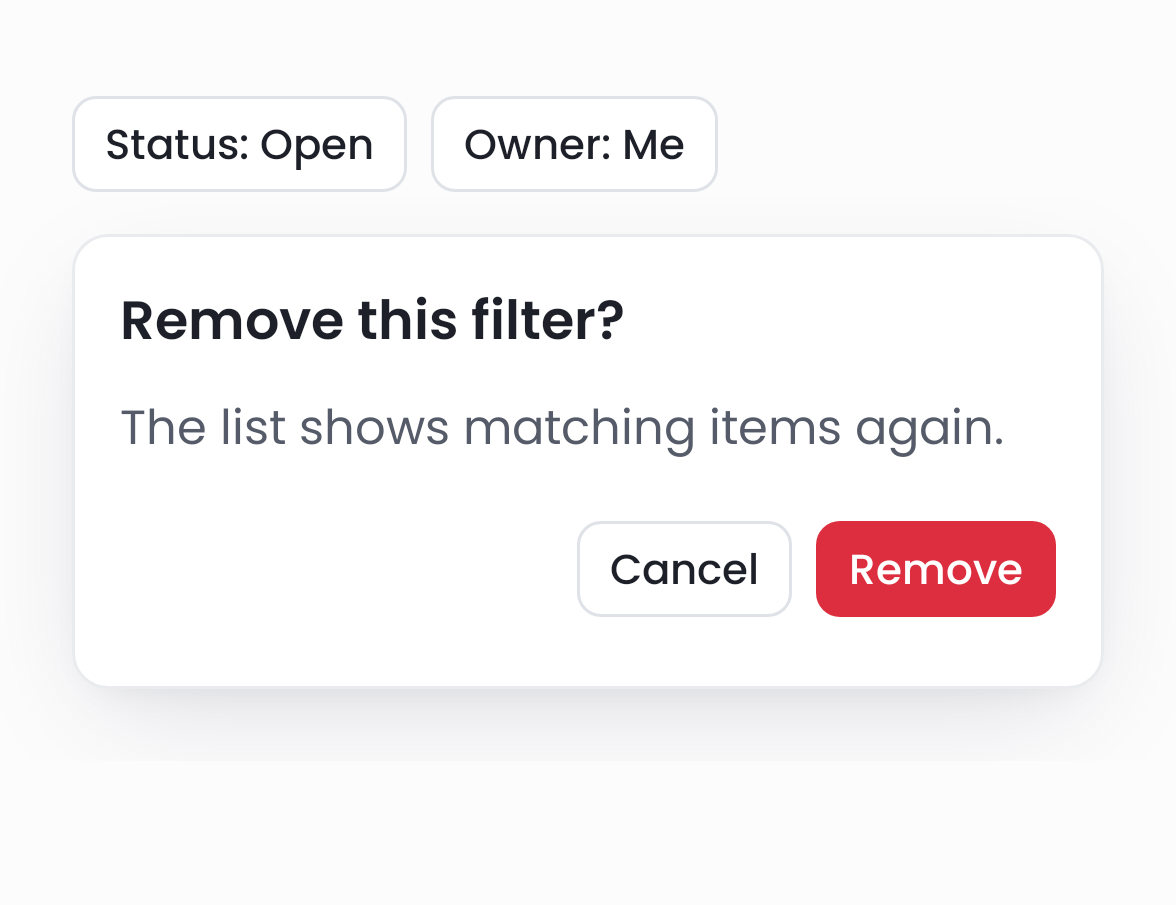 Status: Open Owner: Me
Remove this filter?
The list shows matching items again.
Cancel Remove